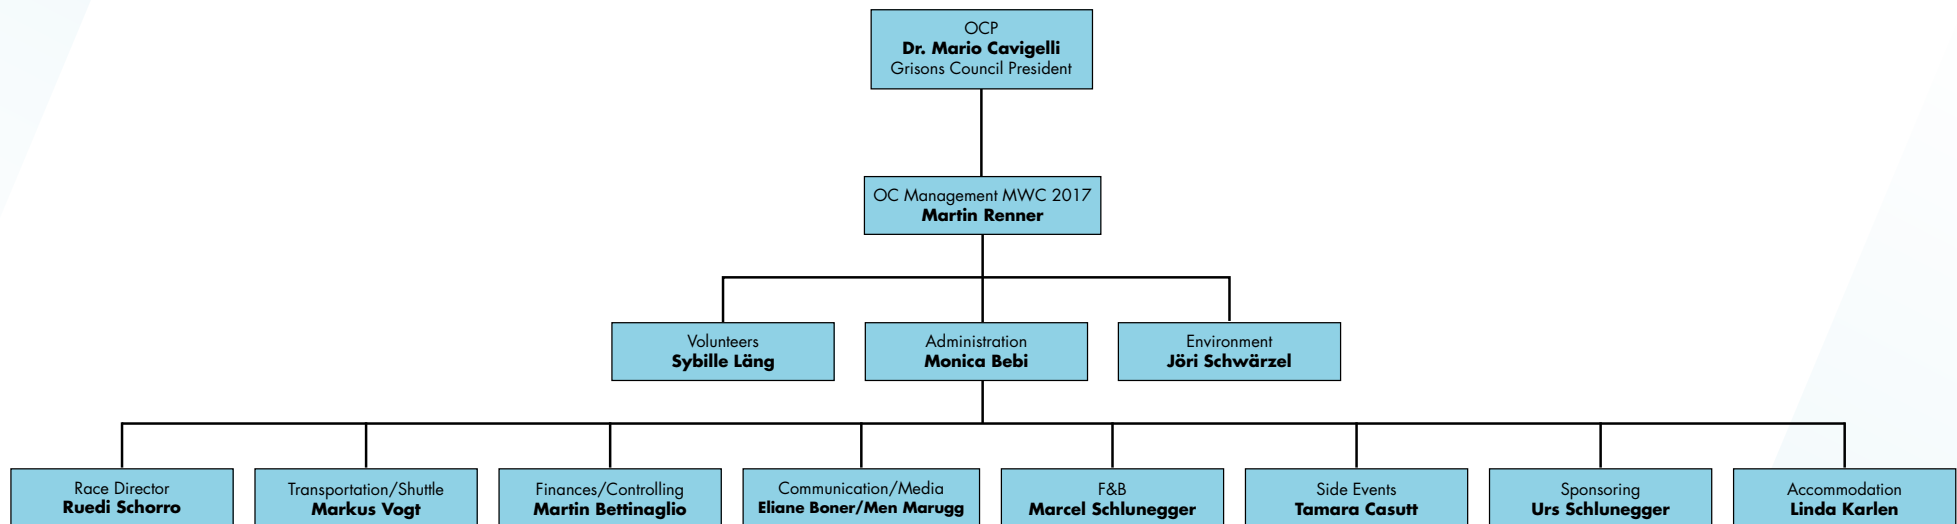 OCP
Dr. Mario Cavigelli
Grisons Council President
OC Management MWC 2017
Martin Renner
Volunteers
Sybille Läng
Administration
Monica Bebi
Environment
Jöri Schwärzel
Race Director
Ruedi Schorro
Transportation/Shuttle
Markus Vogt
Finances/Controlling
Martin Bettinaglio
Communication/Media
Eliane Boner/Men Marugg
F&B
Marcel Schlunegger
Side Events
Tamara Casutt
Sponsoring
Urs Schlunegger
Accommodation
Linda Karlen